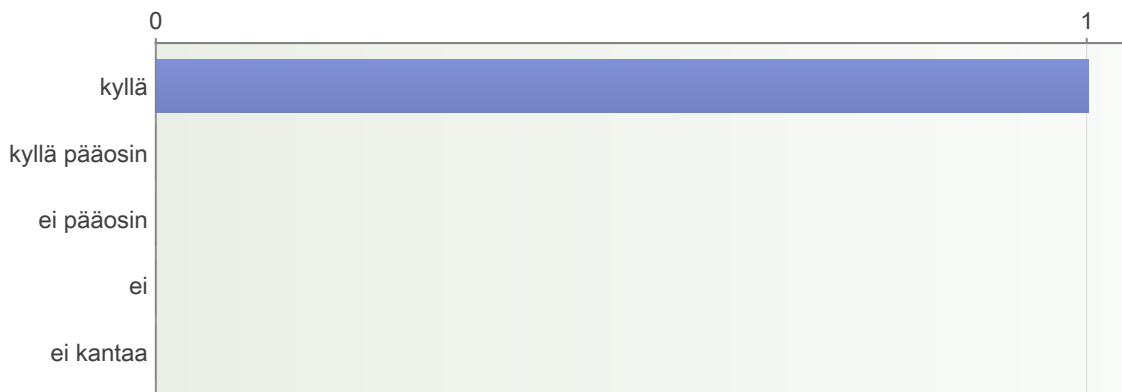 0 1
kyllä
kyllä pääosin
ei pääosin
ei
ei kantaa